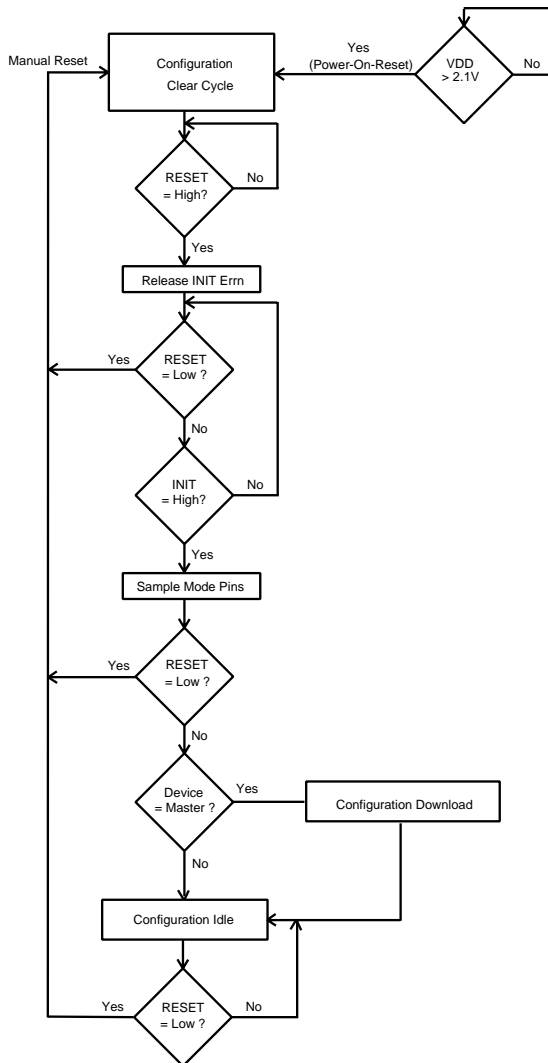 Manual Reset
Configuration
Clear Cycle
Yes
(Power-On-Reset)
VDD
> 2.1V
No
RESET
= High?
No
Yes
Release INIT Errn
RESET
= Low ?
Yes
No
INIT
= High?
No
Yes
Sample Mode Pins
RESET
= Low ?
Yes
No
Device
= Master ?
Yes
Configuration Download
No
Configuration Idle
RESET
= Low ?
Yes
No